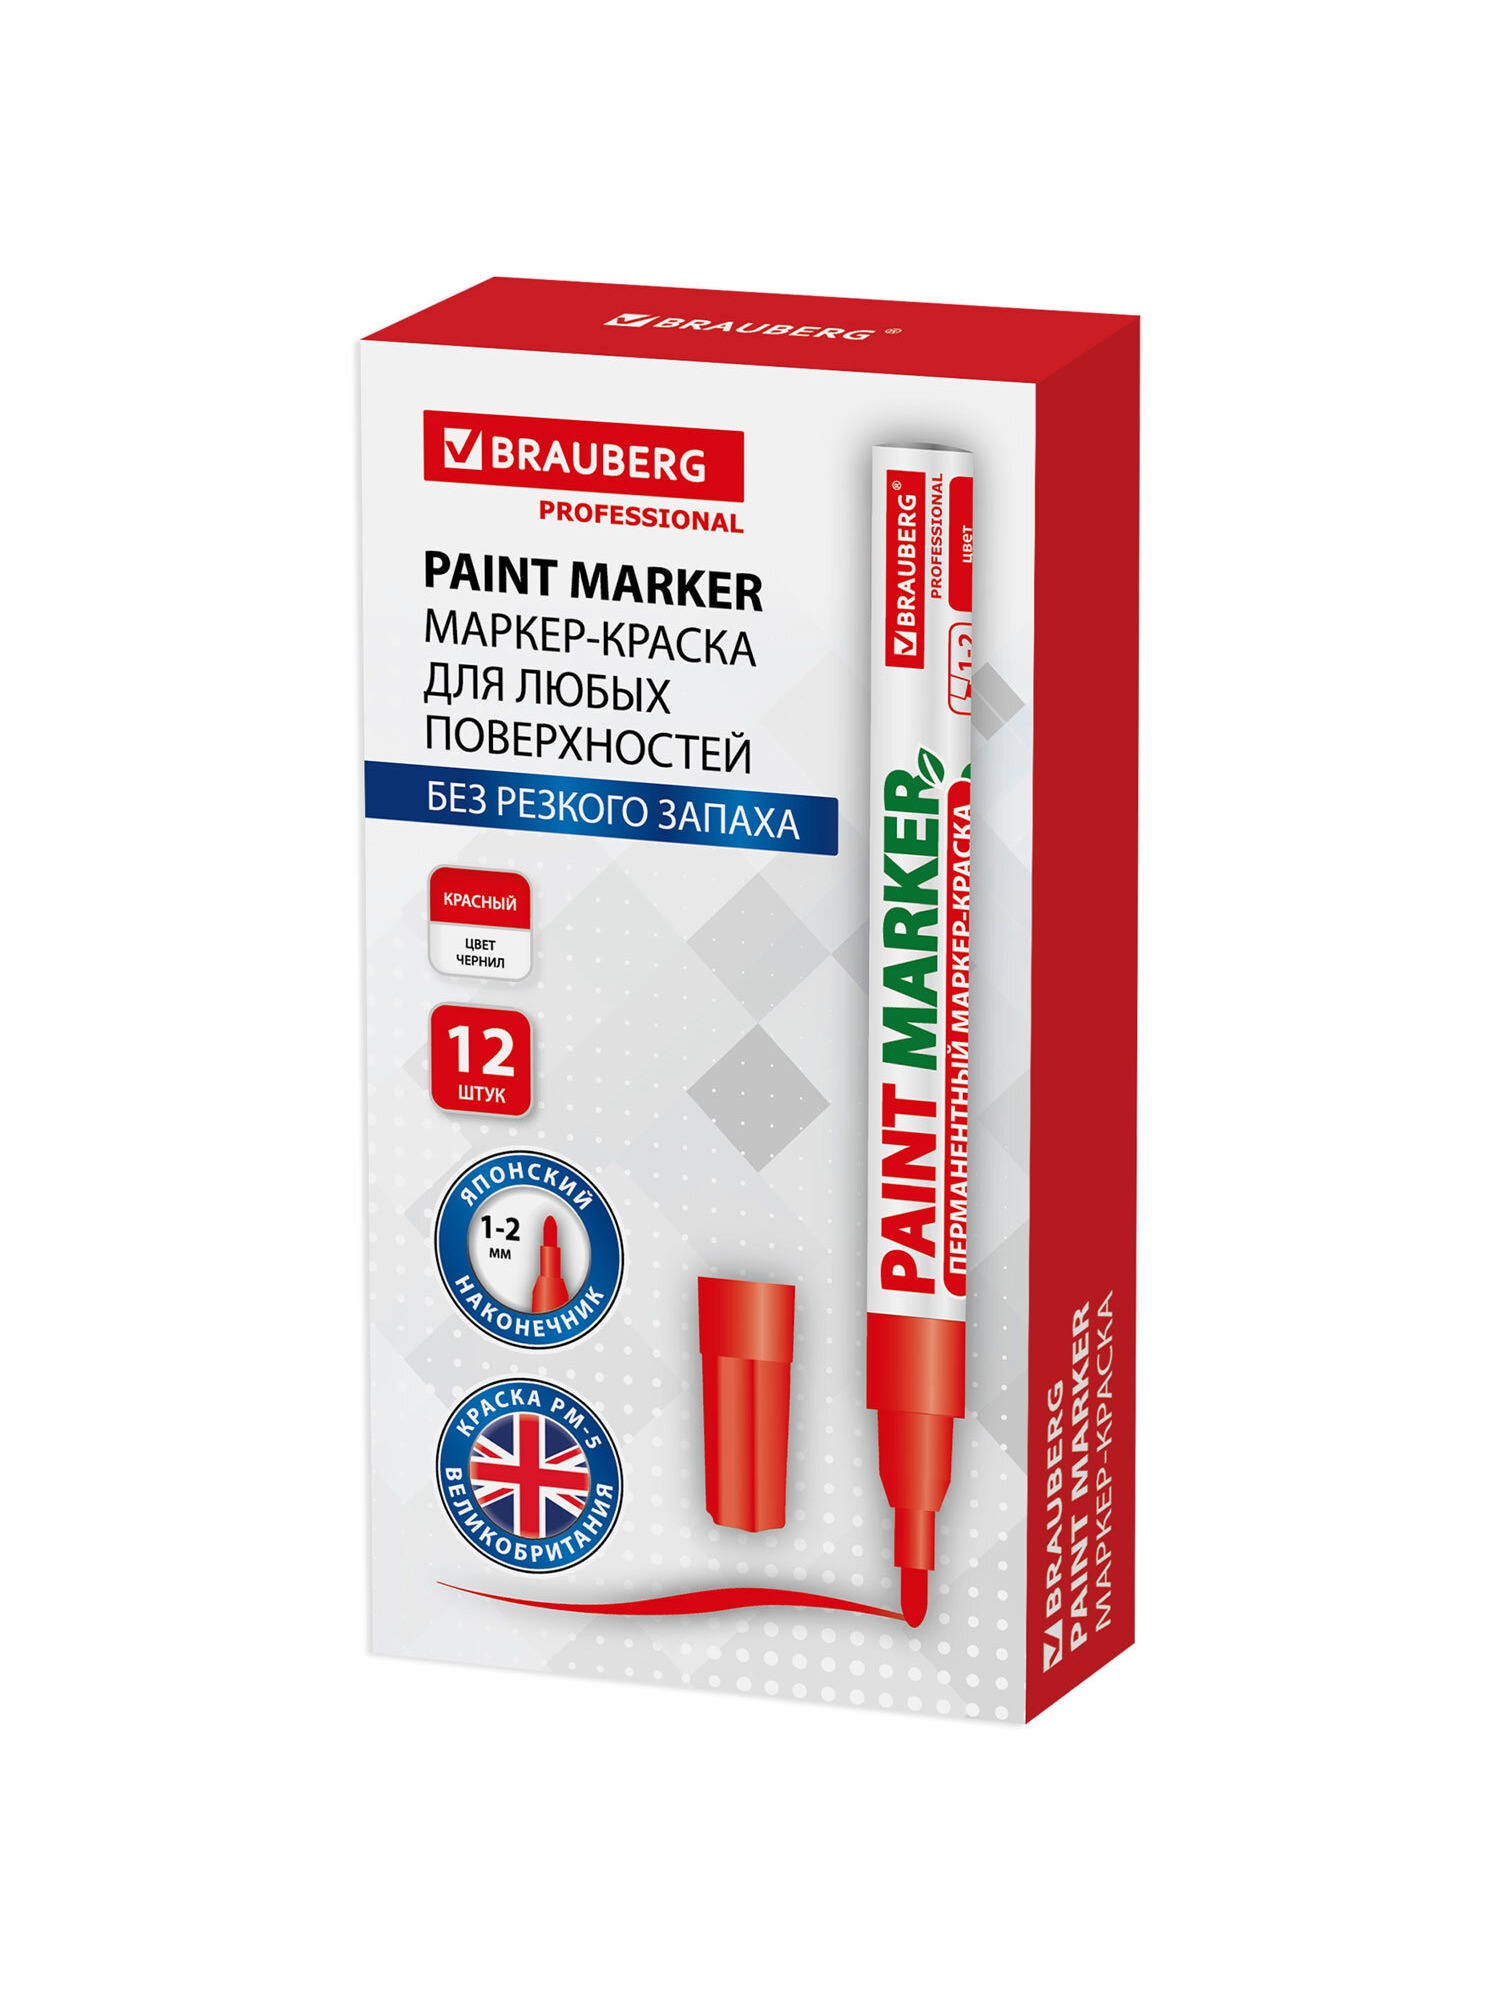 BRAUBERG ®
BRAUBERG
PROFESSIONAL
PAINT MARKER
МАРКЕР-КРАСКА
ДЛЯ ЛЮБЫХ
ПОВЕРХНОСТЕЙ
БЕЗ РЕЗКОГО ЗАПАХА
КРАСНЫЙ
ЦВЕТ
ЧЕРНИЛ
12
ШТУК
ЯПОНСКИЙ
1-2
мм
НАКОНЕЧНИК
КРАСКА PM-5
ВЕЛИКОБРИТАНИЯ
BRAUBERG®
PROFESSIONAL
цвет
1-2
PAINT MARKER
ПЕРМАНЕНТНЫЙ МАРКЕР-КРАСКА
BRAUBERG
PAINT MARKER
МАРКЕР-КРАСКА